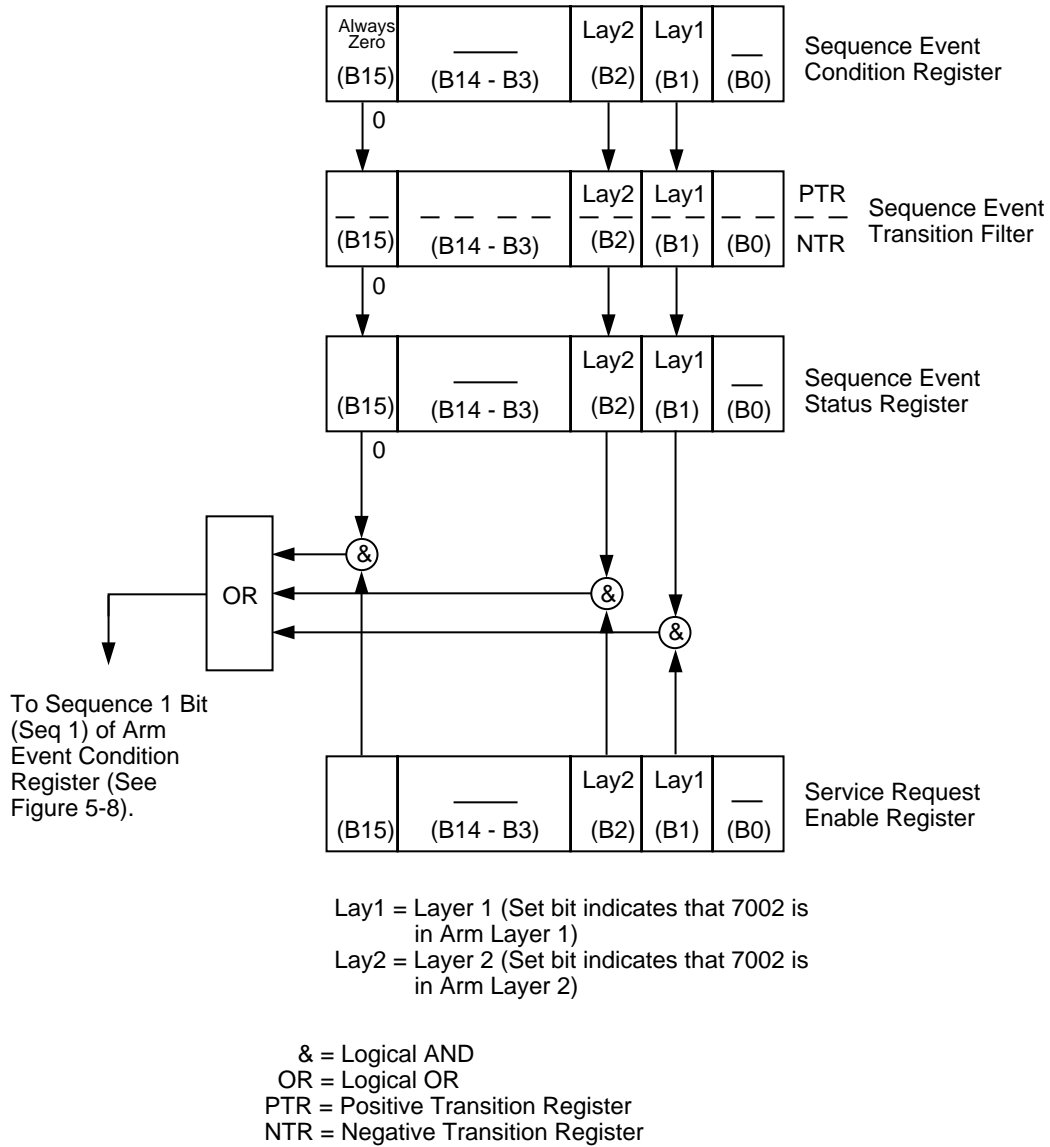 Always
Zero
Lay2
Lay1
(B15)
(B14 - B3)
(B2)
(B1)
(B0)
Sequence Event
Condition Register
0
Lay2
Lay1
(B15)
(B14 - B3)
(B2)
(B1)
(B0)
PTR
NTR
Sequence Event
Transition Filter
0
Lay2
Lay1
(B15)
(B14 - B3)
(B2)
(B1)
(B0)
Sequence Event
Status Register
0
&
OR
&
&
To Sequence 1 Bit
(Seq 1) of Arm
Event Condition
Register (See
Figure 5-8).
Lay2
Lay1
(B15)
(B14 - B3)
(B2)
(B1)
(B0)
Service Request
Enable Register
Lay1 = Layer 1 (Set bit indicates that 7002 is
in Arm Layer 1)
Lay2 = Layer 2 (Set bit indicates that 7002 is
in Arm Layer 2)
& = Logical AND
OR = Logical OR
PTR = Positive Transition Register
NTR = Negative Transition Register